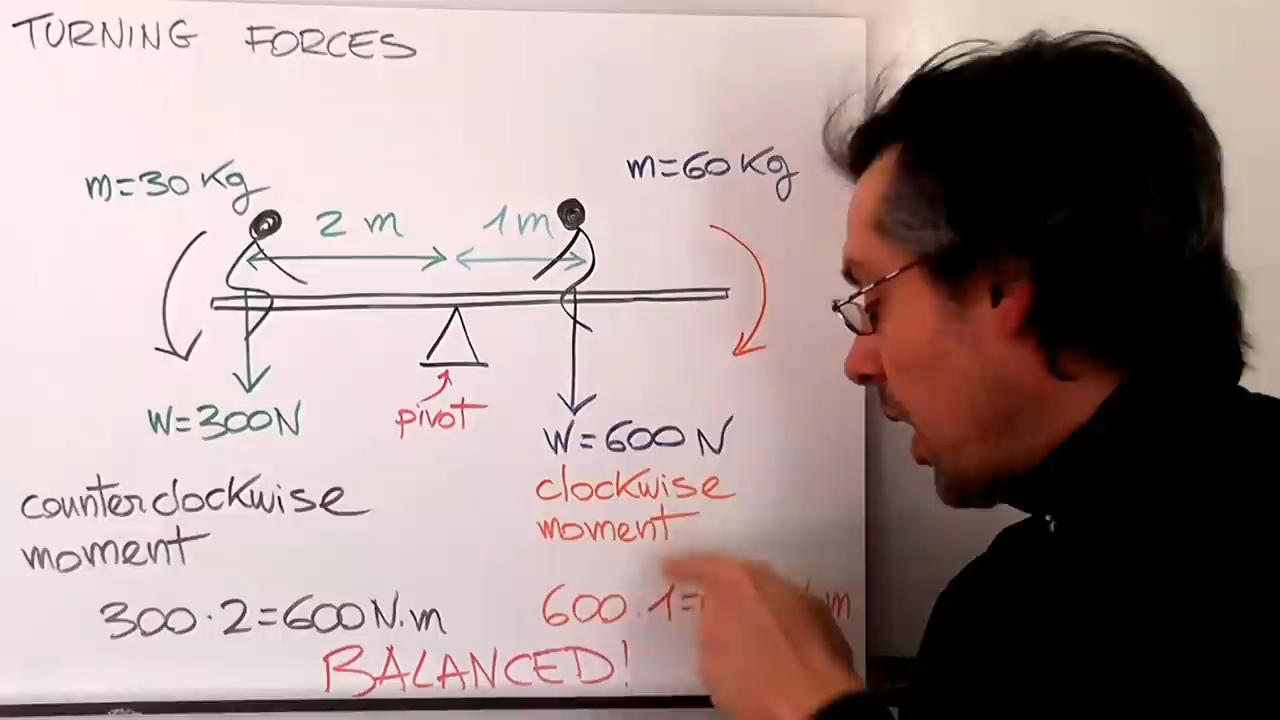 TURNING FORCES
m=30 Kg
m=60 Kg
2 m
1 m
W=300N
pivot
W=600 N
counterclockwise
moment
clockwise
moment
300·2=600N.m
600·1=
m
BALANCED!